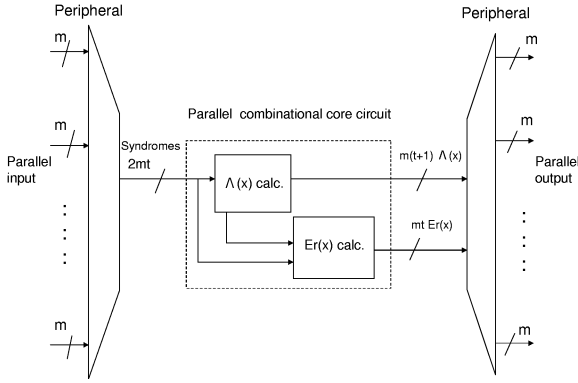 Peripheral
Peripheral
m
m
Parallel combinational core circuit
m
m
Syndromes
2mt
m(t+1) Λ(x)
Parallel
input
Parallel
output
Λ(x) calc.
mt Er(x)
Er(x) calc.
m
m